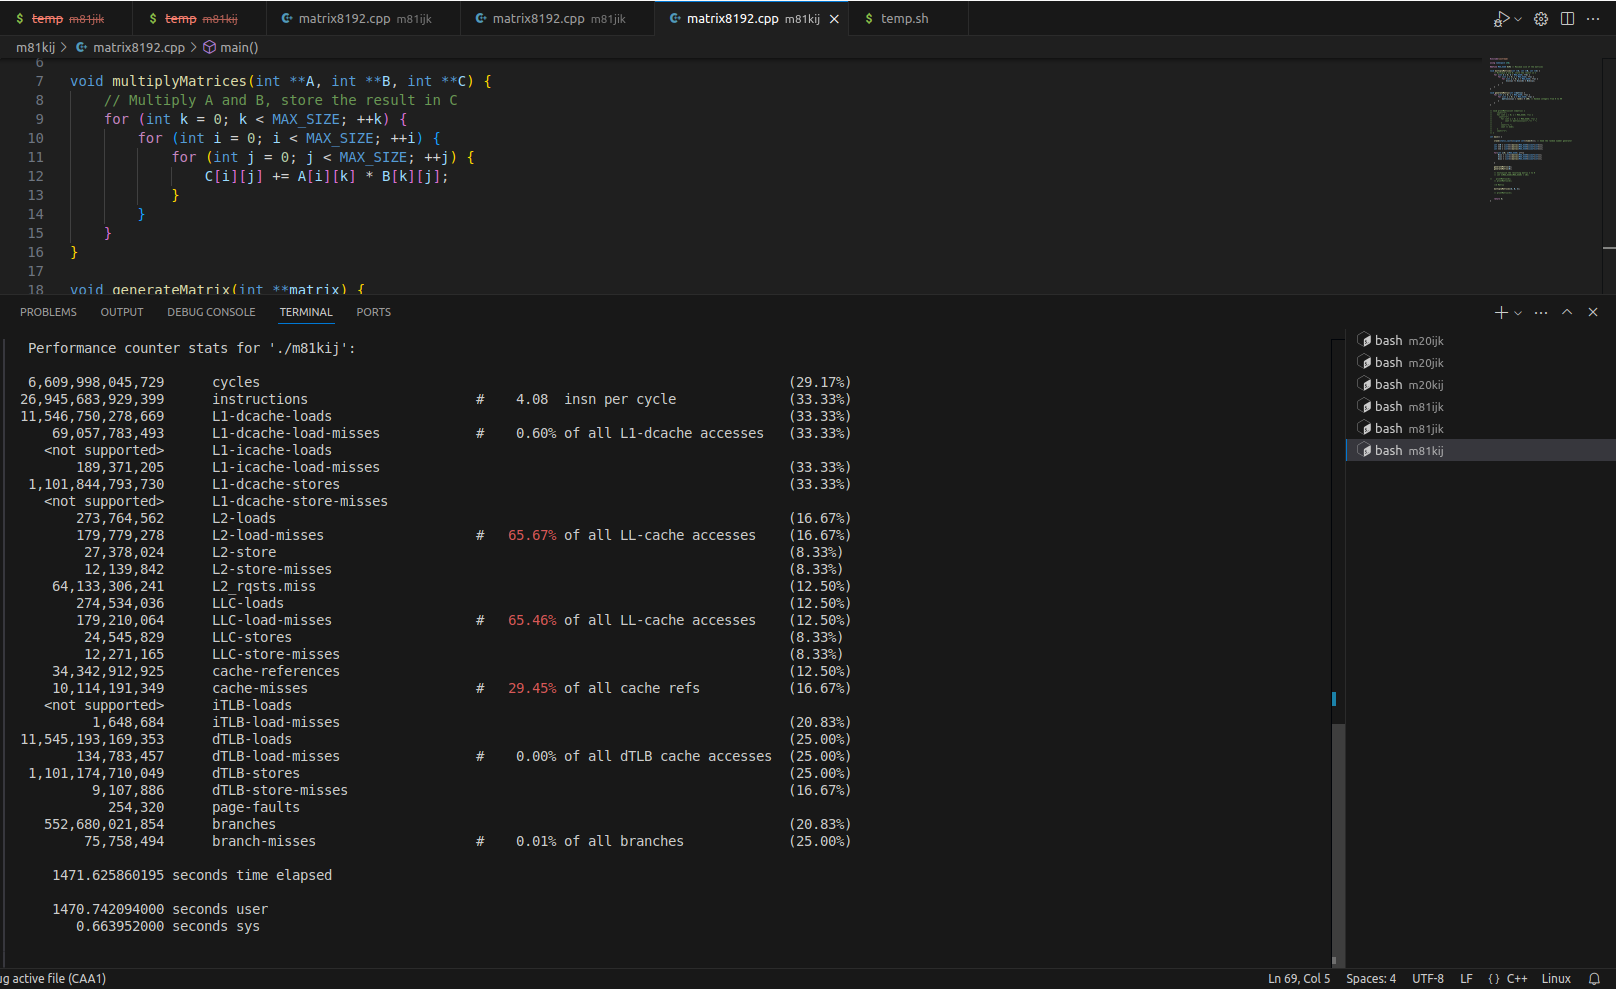 $ temp m81jik $ temp m81kij matrix8192.cpp m81ijk matrix8192.cpp m81jik matrix8192.cpp m81kij $ temp.sh
m81kij > matrix8192.cpp > main()
6
7 void multiplyMatrices(int **A, int **B, int **C) {
8 // Multiply A and B, store the result in C
9 for (int k = 0; k < MAX_SIZE; ++k) {
10 for (int i = 0; i < MAX_SIZE; ++i) {
11 for (int j = 0; j < MAX_SIZE; ++j) {
12 C[i][j] += A[i][k] * B[k][j];
13 }
14 }
15 }
16 }
17
18 void generateMatrix(int **matrix) {
PROBLEMS OUTPUT DEBUG CONSOLE TERMINAL PORTS
Performance counter stats for './m81kij':
6,609,998,045,729 cycles (29.17%)
26,945,683,929,399 instructions # 4.08 insn per cycle (33.33%)
11,546,750,278,669 L1-dcache-loads (33.33%)
69,057,783,493 L1-dcache-load-misses # 0.60% of all L1-dcache accesses (33.33%)
<not supported> L1-icache-loads
189,371,205 L1-icache-load-misses (33.33%)
1,101,844,793,730 L1-dcache-stores (33.33%)
<not supported> L1-dcache-store-misses
273,764,562 L2-loads (16.67%)
179,779,278 L2-load-misses # 65.67% of all LL-cache accesses (16.67%)
27,378,024 L2-store (8.33%)
12,139,842 L2-store-misses (8.33%)
64,133,306,241 L2_rqsts.miss (12.50%)
274,534,036 LLC-loads (12.50%)
179,210,064 LLC-load-misses # 65.46% of all LL-cache accesses (12.50%)
24,545,829 LLC-stores (8.33%)
12,271,165 LLC-store-misses (8.33%)
34,342,912,925 cache-references (12.50%)
10,114,191,349 cache-misses # 29.45% of all cache refs (16.67%)
<not supported> iTLB-loads
1,648,684 iTLB-load-misses (20.83%)
11,545,193,169,353 dTLB-loads (25.00%)
134,783,457 dTLB-load-misses # 0.00% of all dTLB cache accesses (25.00%)
1,101,174,710,049 dTLB-stores (25.00%)
9,107,886 dTLB-store-misses (16.67%)
254,320 page-faults
552,680,021,854 branches (20.83%)
75,758,494 branch-misses # 0.01% of all branches (25.00%)
1471.625860195 seconds time elapsed
1470.742094000 seconds user
0.663952000 seconds sys
bash m20ijk
bash m20jik
bash m20kij
bash m81ijk
bash m81jik
bash m81kij
ug active file (CAA1) Ln 69, Col 5 Spaces: 4 UTF-8 LF {} C++ Linux